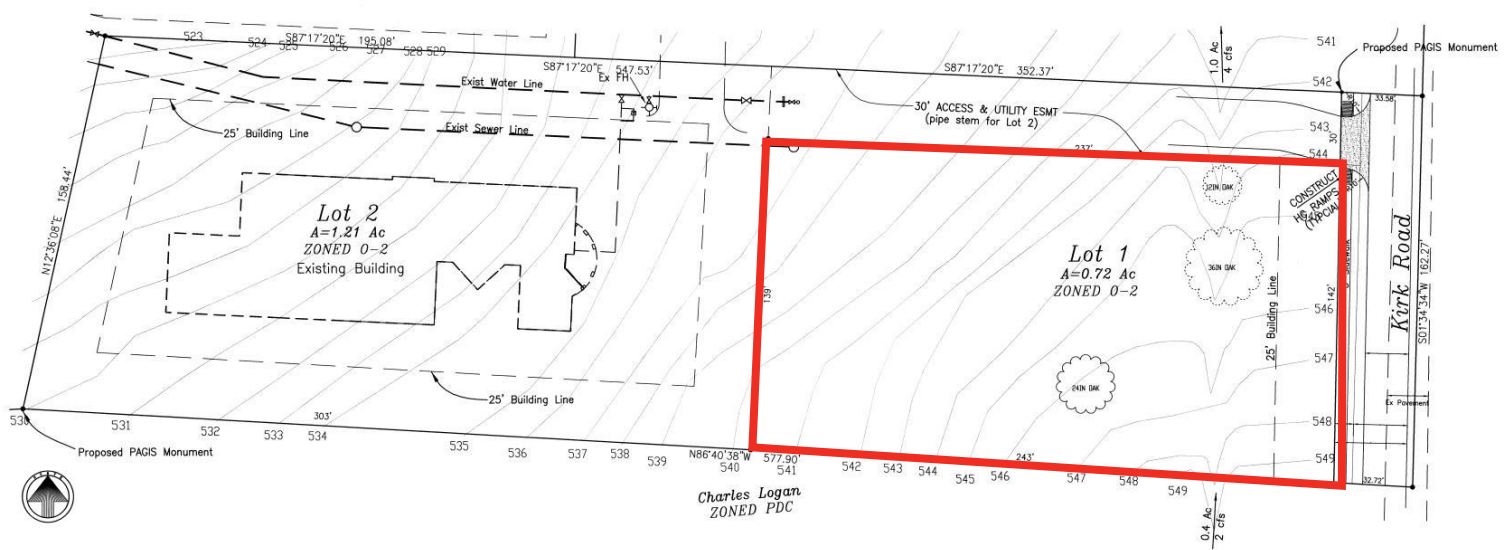 523
524
525
526
527
528
529
S87°17'20"E 195.08'
S87°17'20"E 547.53'
S87°17'20"E 352.37'
541
542
543
544
1.0 Ac
4 cfs
Proposed PAGIS Monument
33.58'
Exist Water Line
Ex FH
30' ACCESS & UTILITY ESMT
(pipe stem for Lot 2)
25' Building Line
Exist Sewer Line
237'
30'
N12°36'08"E 158.44'
Lot 2
A=1.21 Ac
ZONED O-2
Existing Building
12IN OAK
CONSTRUCT
HC RAMPS
Lot 1
A=0.72 Ac
ZONED O-2
36IN OAK
24IN OAK
139'
142'
25' Building Line
546
547
548
549
Kirk Road
S01°34'34"W 162.27'
Ex Pavement
32.72'
25' Building Line
303'
530
531
532
533
534
535
536
537
538
539
540
541
542
543
544
545
546
547
548
549
N86°40'38"W 577.90'
243'
Proposed PAGIS Monument
Charles Logan
ZONED PDC
0.4 Ac
2 cfs